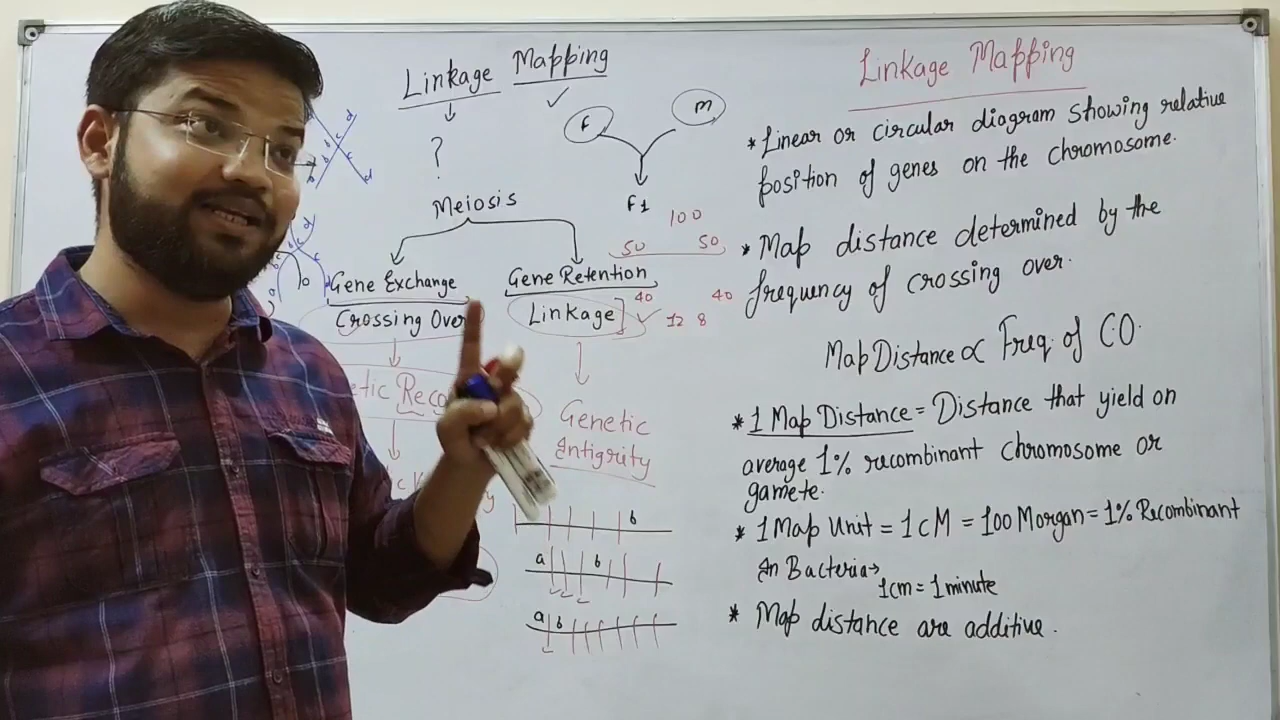 Linkage Mapping
?
f
m
F1
Meiosis
100
50 50
Gene Exchange
Gene Retention
Crossing Over
Linkage
40 40
12 8
Genetic
Intigrity
b
a b
a b
Linkage Mapping
* Linear or circular diagram showing relative
position of genes on the chromosome.
* Map distance determined by the
frequency of crossing over.
Map Distance ∝ Freq. of CO.
* 1 Map Distance = Distance that yield on
average 1% recombinant chromosome or
gamete.
* 1 Map Unit = 1 cM = 100 Morgan = 1% Recombinant
In Bacteria→
1cm = 1 minute
* Map distance are additive.